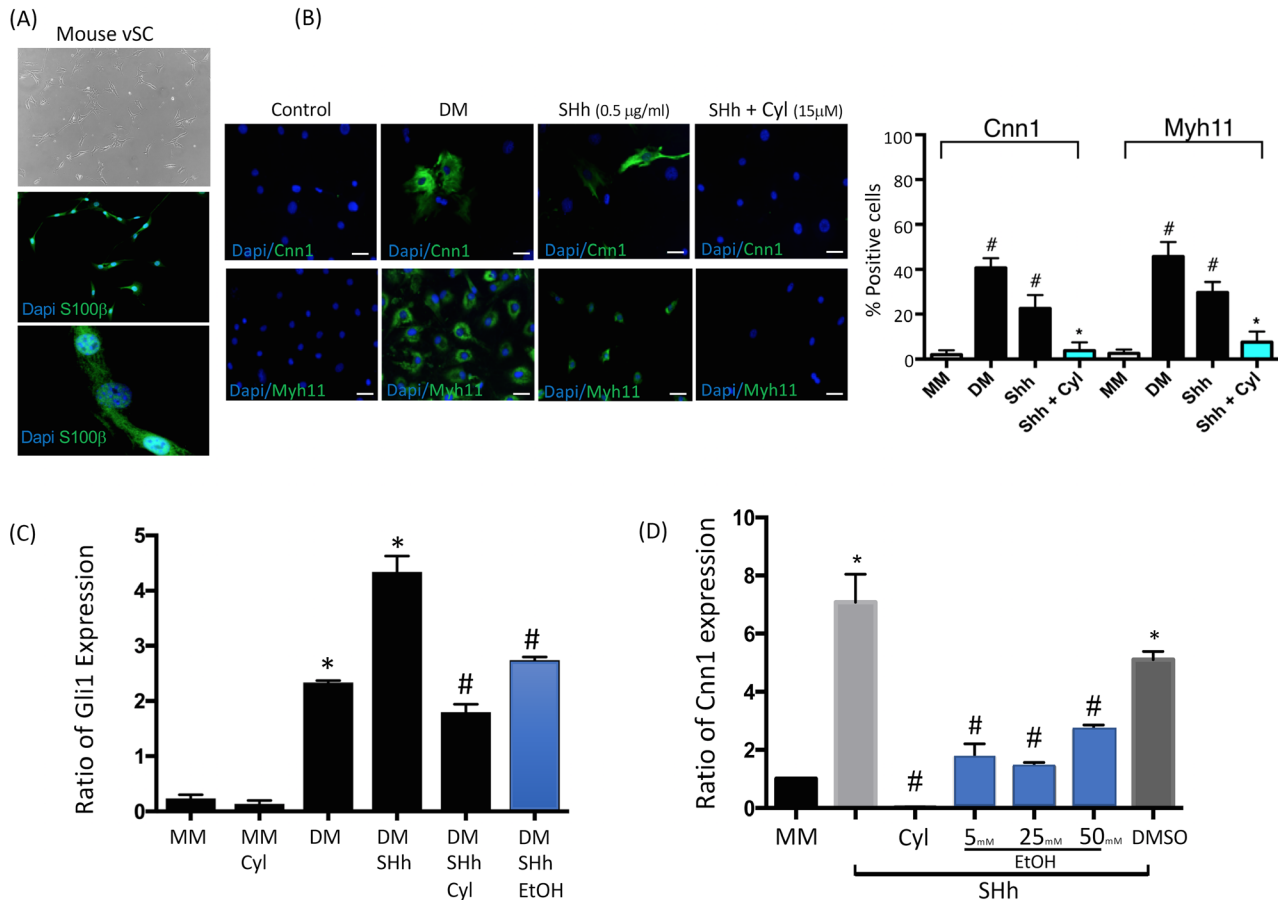 (A)
Mouse vSC
Dapi S100β
Dapi S100β
(B)
Control
DM
SHh (0.5 μg/ml)
SHh + Cyl (15μM)
Dapi/Cnn1
Dapi/Cnn1
Dapi/Cnn1
Dapi/Cnn1
Dapi/Myh11
Dapi/Myh11
Dapi/Myh11
Dapi/Myh11
% Positive cells
100
80
60
40
20
0
Cnn1
Myh11
#
#
*
#
#
*
MM
DM
Shh
Shh + Cyl
MM
DM
Shh
Shh + Cyl
(C)
Ratio of Gli1 Expression
5
4
3
2
1
0
*
*
#
#
MM
MM
Cyl
DM
DM
SHh
DM
SHh
Cyl
DM
SHh
EtOH
(D)
Ratio of Cnn1 expression
10
8
6
4
2
0
*
#
#
#
#
*
MM
Cyl
5mM
25mM
50mM
DMSO
EtOH
SHh